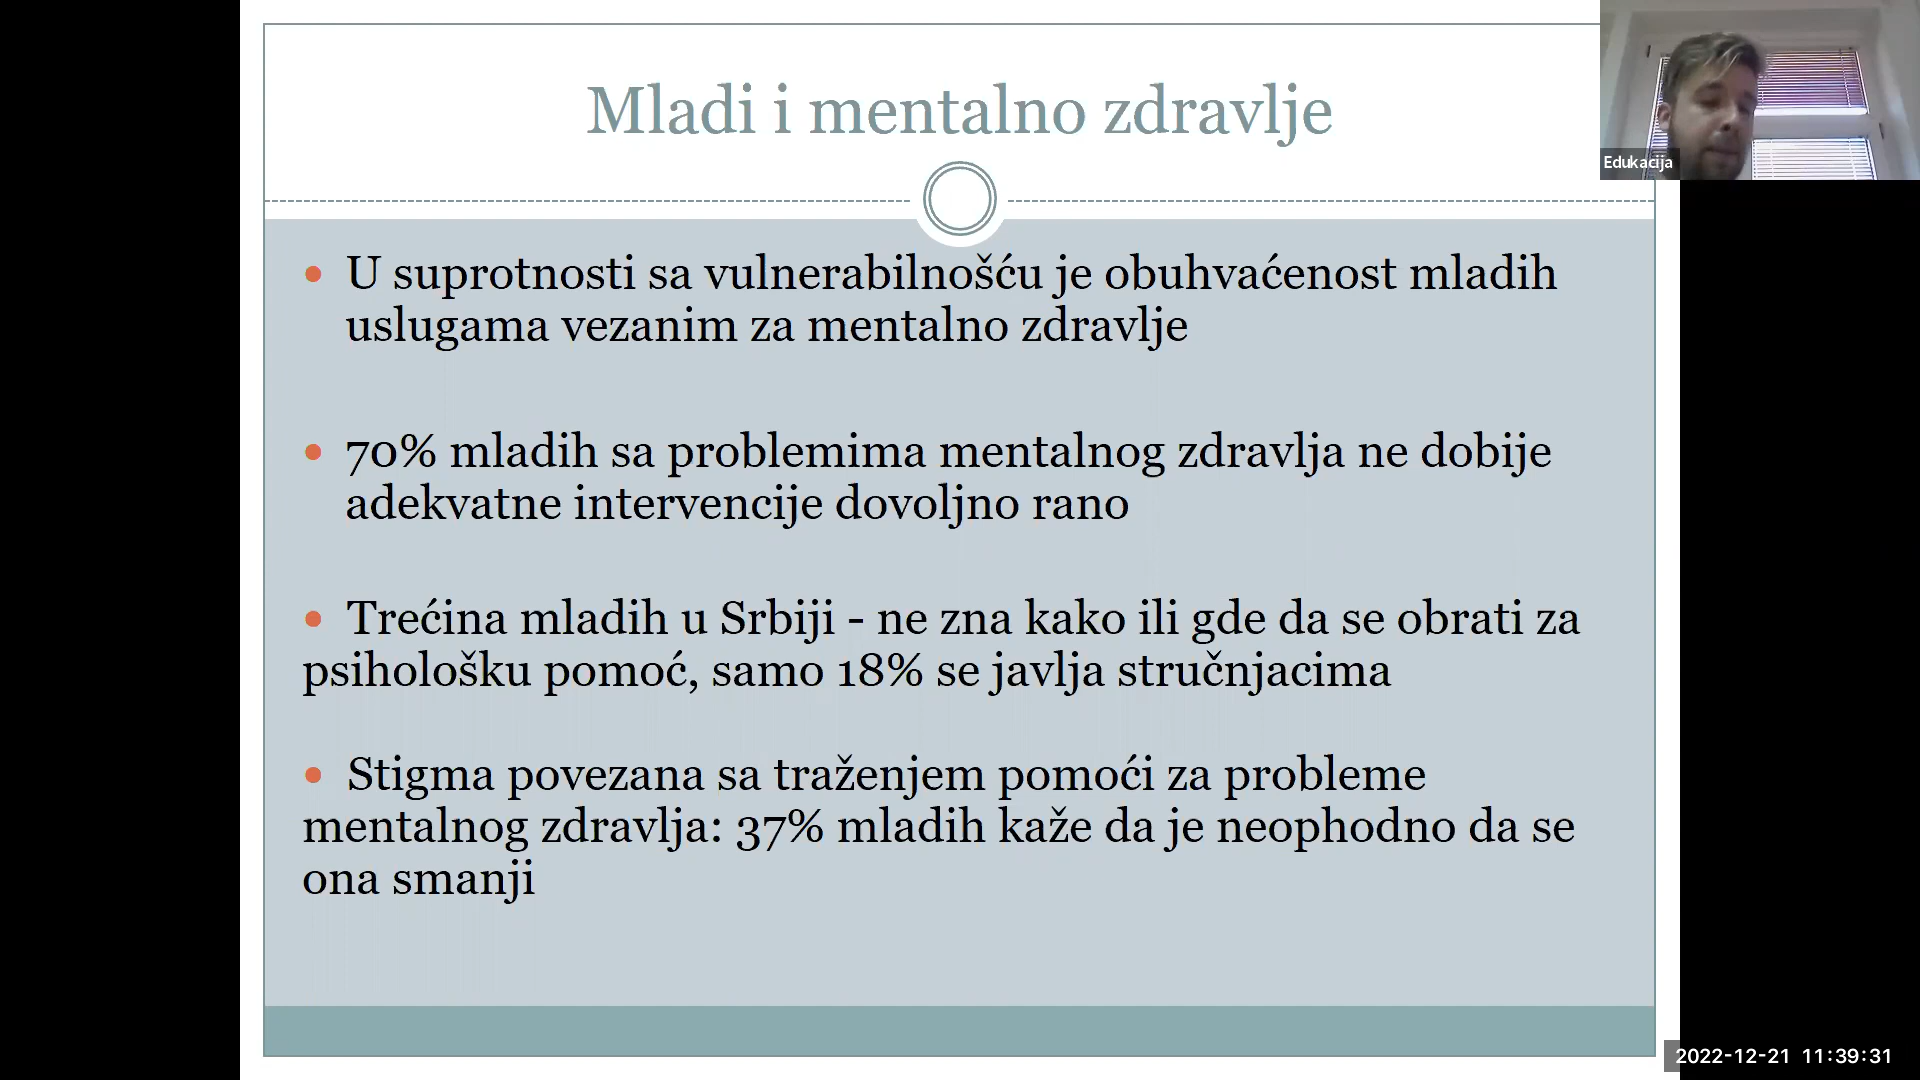 Mladi i mentalno zdravlje
Edukacija
• U suprotnosti sa vulnerabilnošću je obuhvaćenost mladih
uslugama vezanim za mentalno zdravlje
• 70% mladih sa problemima mentalnog zdravlja ne dobije
adekvatne intervencije dovoljno rano
• Trećina mladih u Srbiji - ne zna kako ili gde da se obrati za
psihološku pomoć, samo 18% se javlja stručnjacima
• Stigma povezana sa traženjem pomoći za probleme
mentalnog zdravlja: 37% mladih kaže da je neophodno da se
ona smanji
2022-12-21 11:39:31